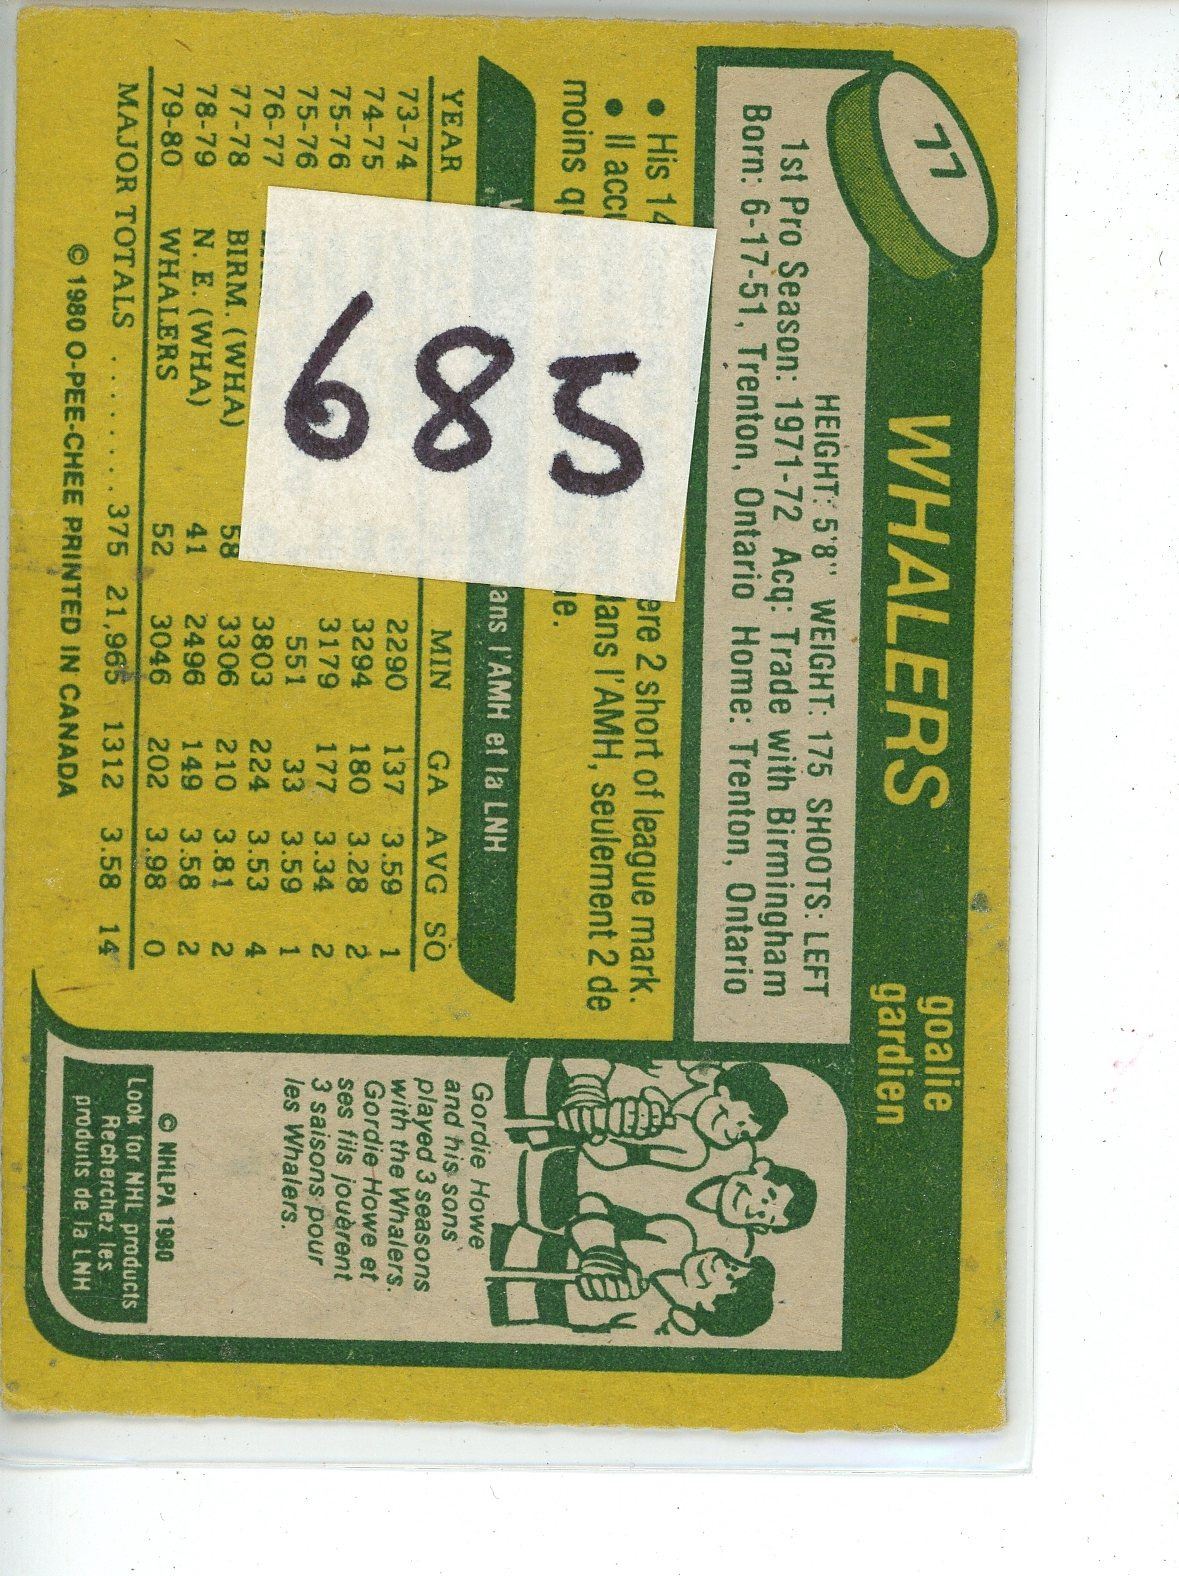 77
WHALERS
goalie
gardien
HEIGHT: 5'8" WEIGHT: 175 SHOOTS: LEFT
1st Pro Season: 1971-72 Acq: Trade with Birmingham
Born: 6-17-51, Trenton, Ontario Home: Trenton, Ontario
• His 14 ere 2 short of league mark.
• Il accu ans l'AMH, seulement 2 de
moins qu e.
ans l'AMH et la LNH
YEAR MIN GA AVG SO
73-74 2290 137 3.59 1
74-75 3294 180 3.28 2
75-76 3179 177 3.34 2
75-76 551 33 3.59 1
76-77 3803 224 3.53 4
77-78 BIRM. (WHA) 58 3306 210 3.81 2
78-79 N. E. (WHA) 41 2496 149 3.58 2
79-80 WHALERS 52 3046 202 3.98 0
MAJOR TOTALS ........ 375 21,965 1312 3.58 14
© 1980 O-PEE-CHEE PRINTED IN CANADA
685
Gordie Howe
and his sons
played 3 seasons
with the Whalers.
Gordie Howe et
ses fils jouèrent
3 saisons pour
les Whalers.
© NHLPA 1980
Look for NHL products
Recherchez les
produits de la LNH